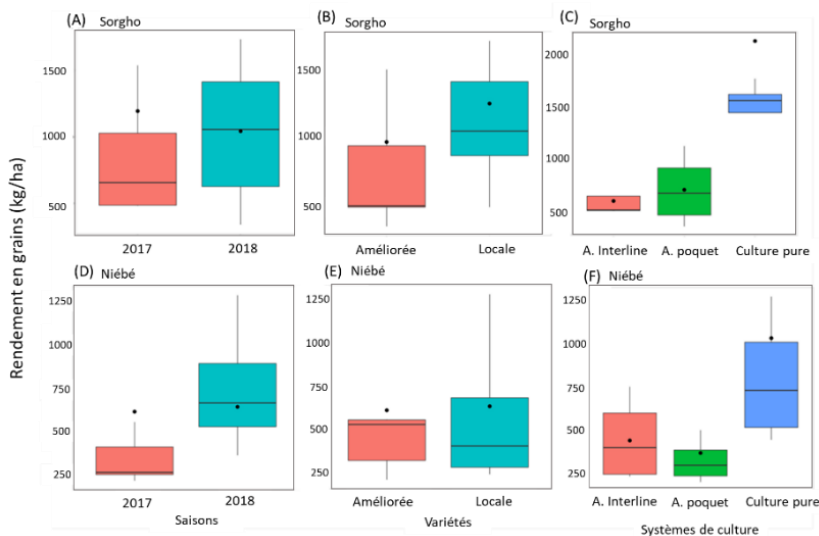 Rendement en grains (kg/ha)
(A) Sorgho
1500
1000
500
2017 2018
(B) Sorgho
1500
1000
500
Améliorée Locale
(C) Sorgho
2000
1500
1000
500
A. Interline A. poquet Culture pure
(D) Niébé
1250
1000
750
500
250
2017 2018
Saisons
(E) Niébé
1250
1000
750
500
250
Améliorée Locale
Variétés
(F) Niébé
1250
1000
750
500
250
A. Interline A. poquet Culture pure
Systèmes de culture